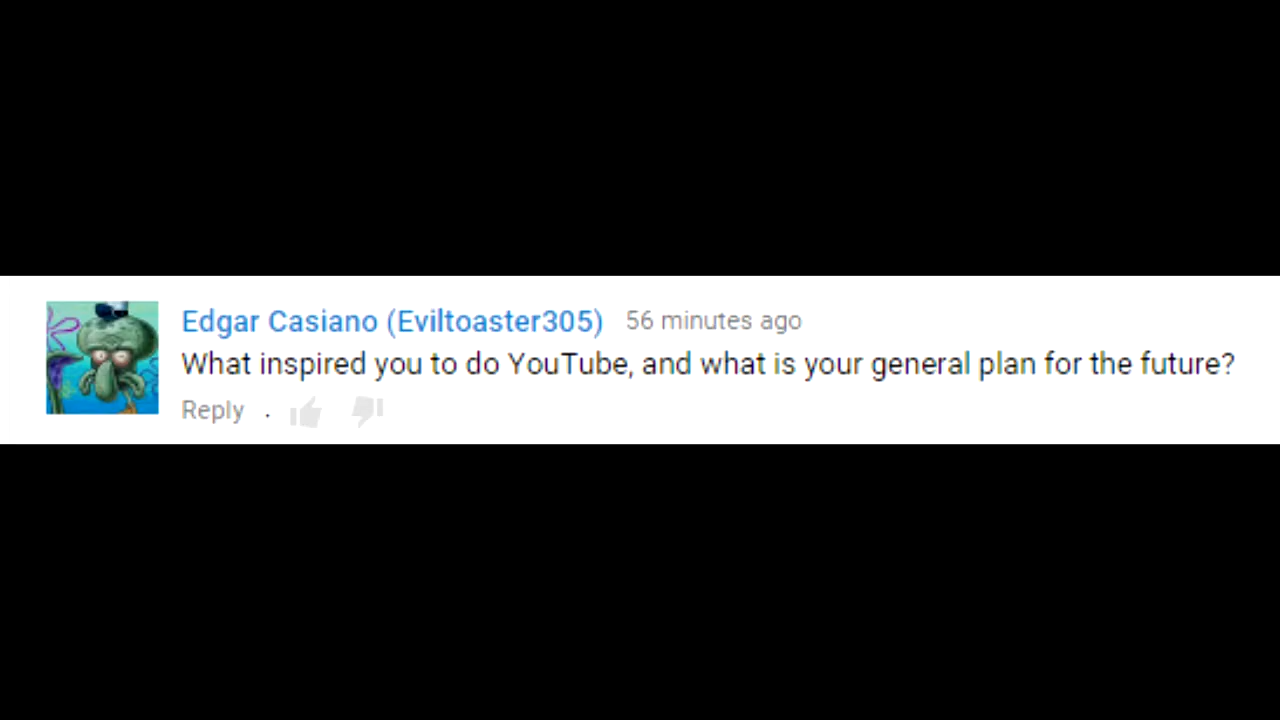 Edgar Casiano (Eviltoaster305) 56 minutes ago
What inspired you to do YouTube, and what is your general plan for the future?
Reply .